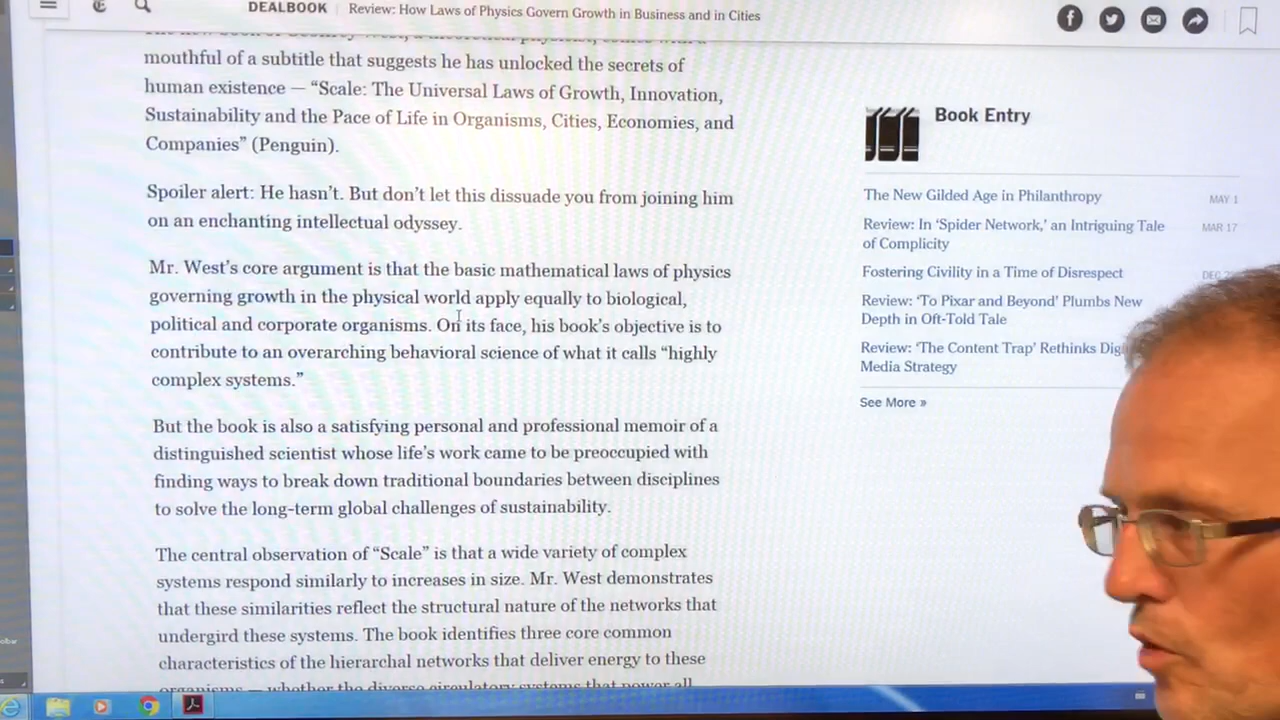 DEALBOOK | Review: How Laws of Physics Govern Growth in Business and in Cities
mouthful of a subtitle that suggests he has unlocked the secrets of
human existence — “Scale: The Universal Laws of Growth, Innovation,
Sustainability and the Pace of Life in Organisms, Cities, Economies, and
Companies” (Penguin).
Spoiler alert: He hasn’t. But don’t let this dissuade you from joining him
on an enchanting intellectual odyssey.
Mr. West’s core argument is that the basic mathematical laws of physics
governing growth in the physical world apply equally to biological,
political and corporate organisms. On its face, his book’s objective is to
contribute to an overarching behavioral science of what it calls “highly
complex systems.”
But the book is also a satisfying personal and professional memoir of a
distinguished scientist whose life’s work came to be preoccupied with
finding ways to break down traditional boundaries between disciplines
to solve the long-term global challenges of sustainability.
The central observation of “Scale” is that a wide variety of complex
systems respond similarly to increases in size. Mr. West demonstrates
that these similarities reflect the structural nature of the networks that
undergird these systems. The book identifies three core common
characteristics of the hierarchal networks that deliver energy to these
organisms — whether the diverse circulatory systems that power all
Book Entry
The New Gilded Age in Philanthropy MAY 1
Review: In ‘Spider Network,’ an Intriguing Tale MAR 17
of Complicity
Fostering Civility in a Time of Disrespect DEC
Review: ‘To Pixar and Beyond’ Plumbs New
Depth in Oft-Told Tale
Review: ‘The Content Trap’ Rethinks
Media Strategy
See More »